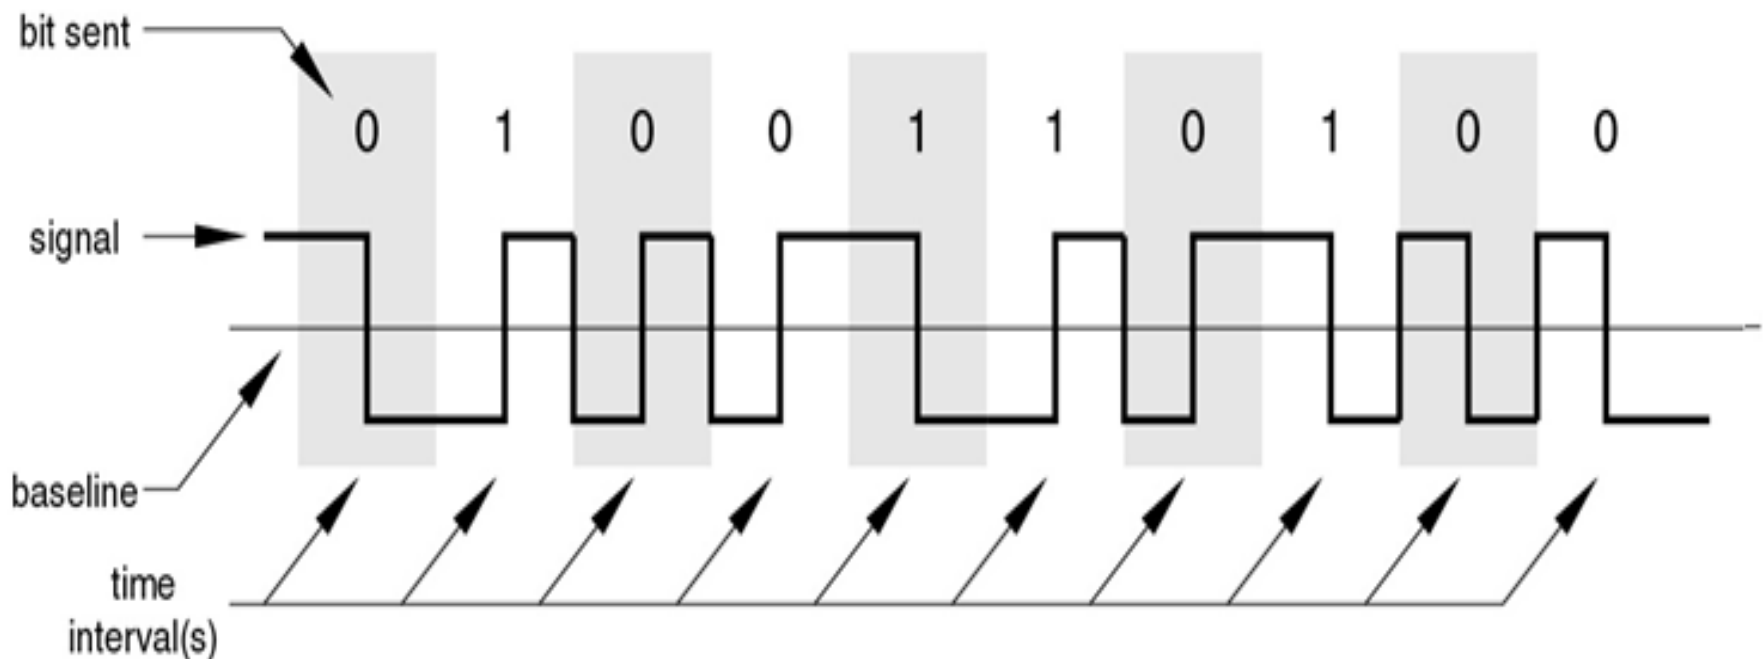 bit sent
0 1 0 0 1 1 0 1 0 0
signal
baseline
time
interval(s)